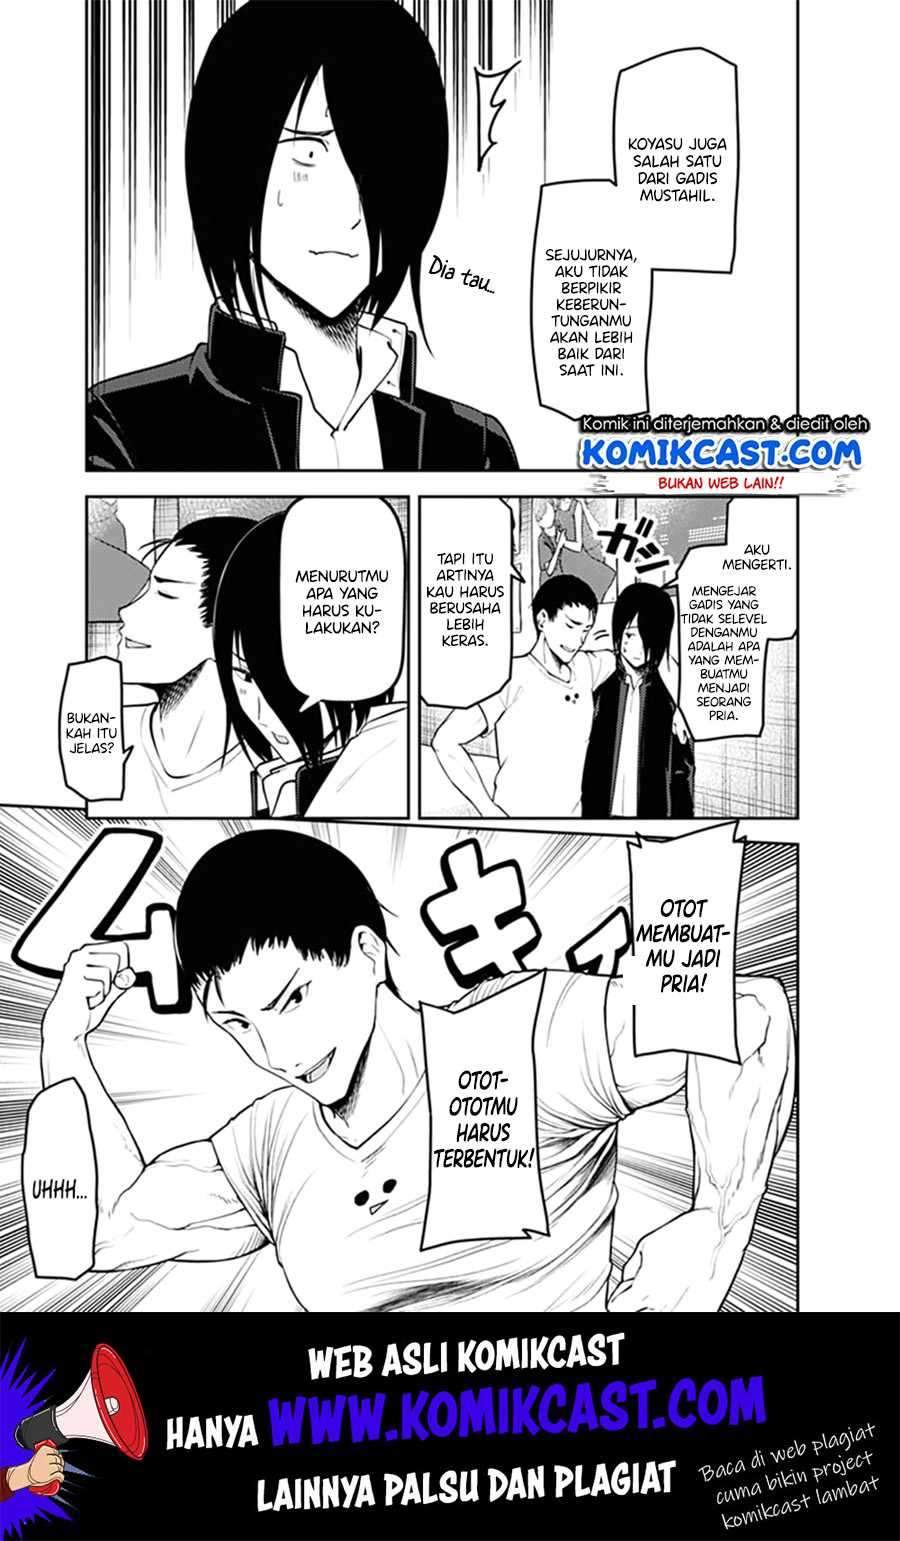 KOYASU JUGA
SALAH SATU
DARI GADIS
MUSTAHIL.
SEJUJURNYA,
AKU TIDAK
BERPIKIR
KEBERUN-
TUNGANMU
AKAN LEBIH
BAIK DARI
SAAT INI.
Dia tau...
Komik ini diterjemahkan & diedit oleh
KOMIKCAST.COM
BUKAN WEB LAIN!!
AKU
MENGERTI.
MENGEJAR
GADIS YANG
TIDAK SELEVEL
DENGANMU
ADALAH APA
YANG MEM-
BUATMU
MENJADI
SEORANG
PRIA.
ガシ
TAPI ITU
ARTINYA
KAU HARUS
BERUSAHA
LEBIH
KERAS.
MENURUTMU
APA YANG
HARUS KU-
LAKUKAN?
BUKAN-
KAH ITU
JELAS?
OTOT
MEMBUAT-
MU JADI
PRIA!
OTOT-
OTOTMU
HARUS
TERBENTUK!
ムキィ
UHHH...
WEB ASLI KOMIKCAST
HANYA WWW.KOMIKCAST.COM
LAINNYA PALSU DAN PLAGIAT
Baca di web plagiat
cuma bikin project
komikcast lambat